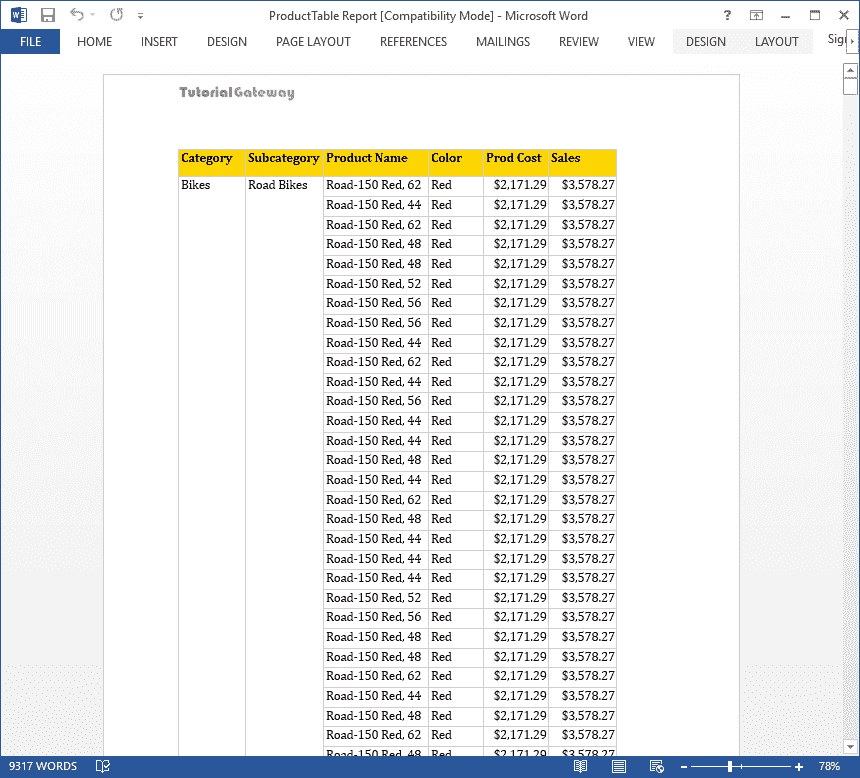 ProductTable Report [Compatibility Mode] - Microsoft Word
?
FILE HOME INSERT DESIGN PAGE LAYOUT REFERENCES MAILINGS REVIEW VIEW DESIGN LAYOUT Sign
TutorialGateway
Category Subcategory Product Name Color Prod Cost Sales
Bikes Road Bikes Road-150 Red, 62 Red $2,171.29 $3,578.27
Road-150 Red, 44 Red $2,171.29 $3,578.27
Road-150 Red, 62 Red $2,171.29 $3,578.27
Road-150 Red, 48 Red $2,171.29 $3,578.27
Road-150 Red, 48 Red $2,171.29 $3,578.27
Road-150 Red, 52 Red $2,171.29 $3,578.27
Road-150 Red, 56 Red $2,171.29 $3,578.27
Road-150 Red, 56 Red $2,171.29 $3,578.27
Road-150 Red, 44 Red $2,171.29 $3,578.27
Road-150 Red, 62 Red $2,171.29 $3,578.27
Road-150 Red, 44 Red $2,171.29 $3,578.27
Road-150 Red, 56 Red $2,171.29 $3,578.27
Road-150 Red, 44 Red $2,171.29 $3,578.27
Road-150 Red, 44 Red $2,171.29 $3,578.27
Road-150 Red, 48 Red $2,171.29 $3,578.27
Road-150 Red, 44 Red $2,171.29 $3,578.27
Road-150 Red, 62 Red $2,171.29 $3,578.27
Road-150 Red, 48 Red $2,171.29 $3,578.27
Road-150 Red, 44 Red $2,171.29 $3,578.27
Road-150 Red, 44 Red $2,171.29 $3,578.27
Road-150 Red, 44 Red $2,171.29 $3,578.27
Road-150 Red, 52 Red $2,171.29 $3,578.27
Road-150 Red, 56 Red $2,171.29 $3,578.27
Road-150 Red, 48 Red $2,171.29 $3,578.27
Road-150 Red, 48 Red $2,171.29 $3,578.27
Road-150 Red, 62 Red $2,171.29 $3,578.27
Road-150 Red, 44 Red $2,171.29 $3,578.27
Road-150 Red, 48 Red $2,171.29 $3,578.27
Road-150 Red, 62 Red $2,171.29 $3,578.27
Road-150 Red, 48 Red $2,171.29 $3,578.27
9317 WORDS 78%